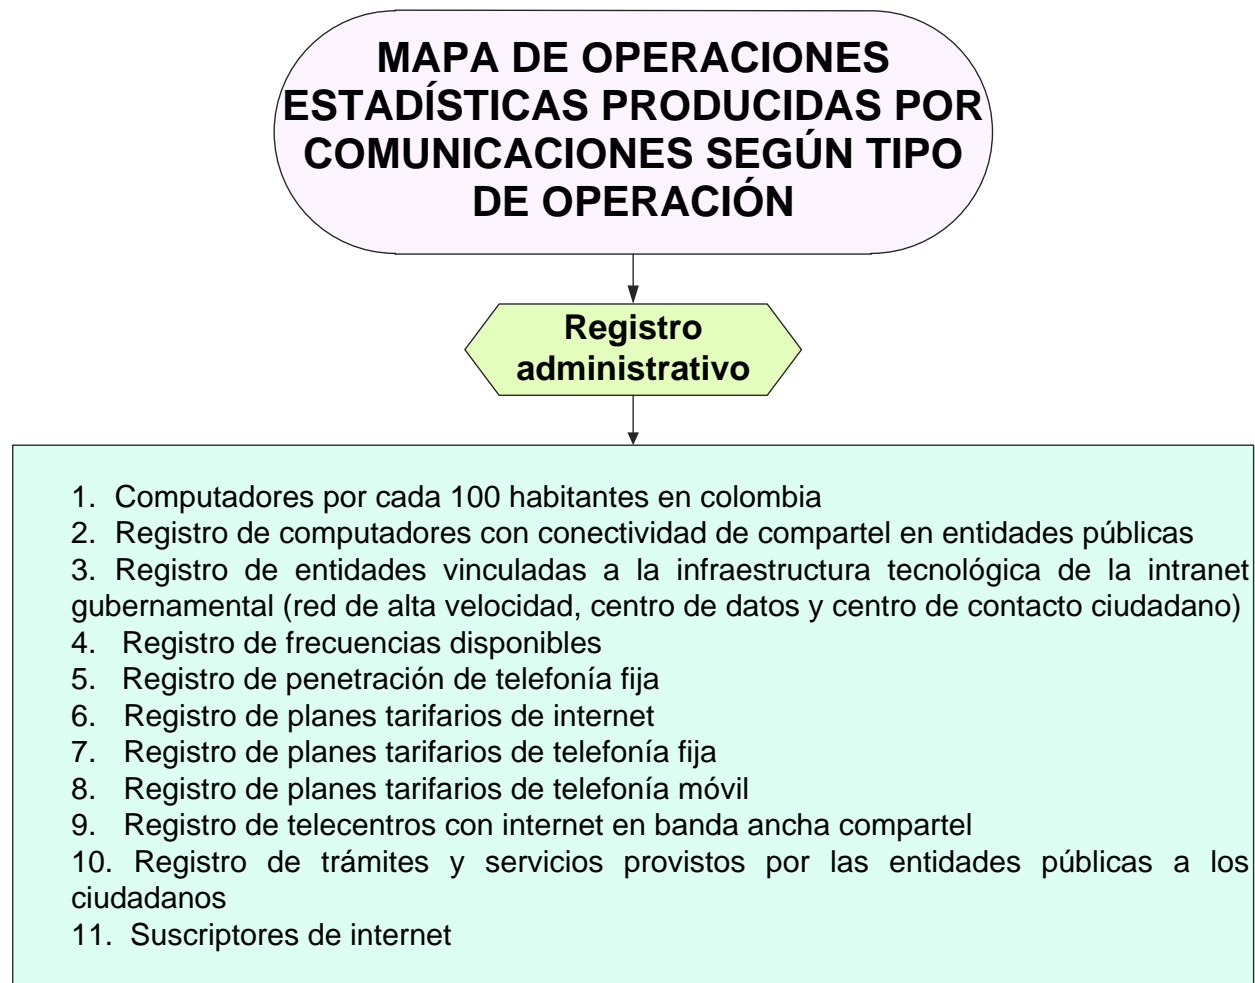 MAPA DE OPERACIONES
ESTADÍSTICAS PRODUCIDAS POR
COMUNICACIONES SEGÚN TIPO
DE OPERACIÓN
Registro
administrativo
1. Computadores por cada 100 habitantes en colombia
2. Registro de computadores con conectividad de compartel en entidades públicas
3. Registro de entidades vinculadas a la infraestructura tecnológica de la intranet
gubernamental (red de alta velocidad, centro de datos y centro de contacto ciudadano)
4. Registro de frecuencias disponibles
5. Registro de penetración de telefonía fija
6. Registro de planes tarifarios de internet
7. Registro de planes tarifarios de telefonía fija
8. Registro de planes tarifarios de telefonía móvil
9. Registro de telecentros con internet en banda ancha compartel
10. Registro de trámites y servicios provistos por las entidades públicas a los
ciudadanos
11. Suscriptores de internet